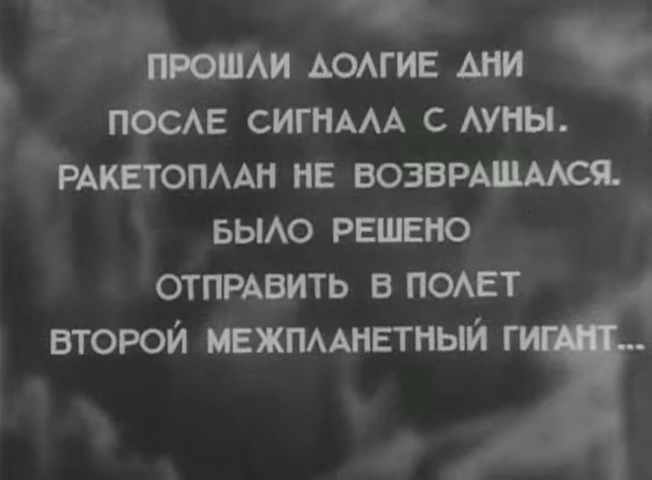 ПРОШЛИ ДОЛГИЕ ДНИ
ПОСЛЕ СИГНАЛА С ЛУНЫ.
РАКЕТОПЛАН НЕ ВОЗВРАЩАЛСЯ.
БЫЛО РЕШЕНО
ОТПРАВИТЬ В ПОЛЕТ
ВТОРОЙ МЕЖПЛАНЕТНЫЙ ГИГАНТ...